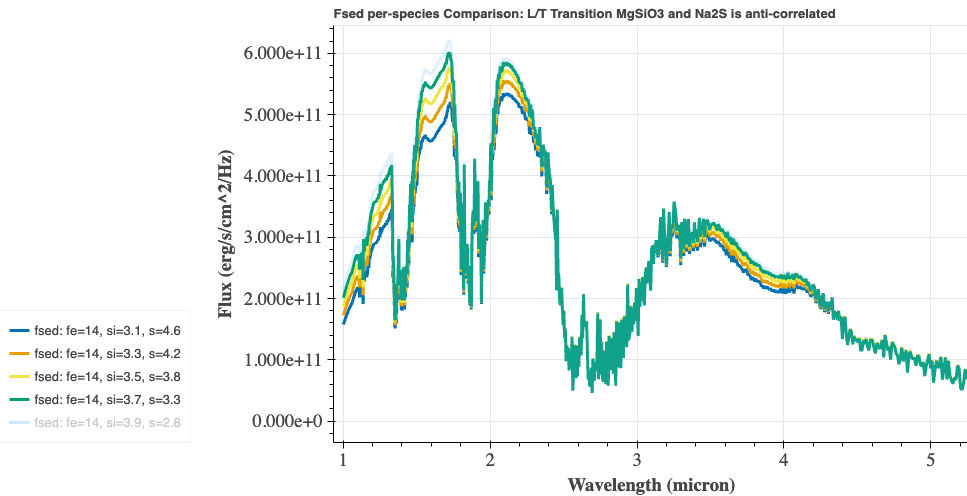 Fsed per-species Comparison: L/T Transition MgSiO3 and Na2S is anti-correlated
Flux (erg/s/cm^2/Hz)
6.000e+11
5.000e+11
4.000e+11
3.000e+11
2.000e+11
1.000e+11
0.000e+0
1 2 3 4 5
Wavelength (micron)
fsed: fe=14, si=3.1, s=4.6
fsed: fe=14, si=3.3, s=4.2
fsed: fe=14, si=3.5, s=3.8
fsed: fe=14, si=3.7, s=3.3
fsed: fe=14, si=3.9, s=2.8